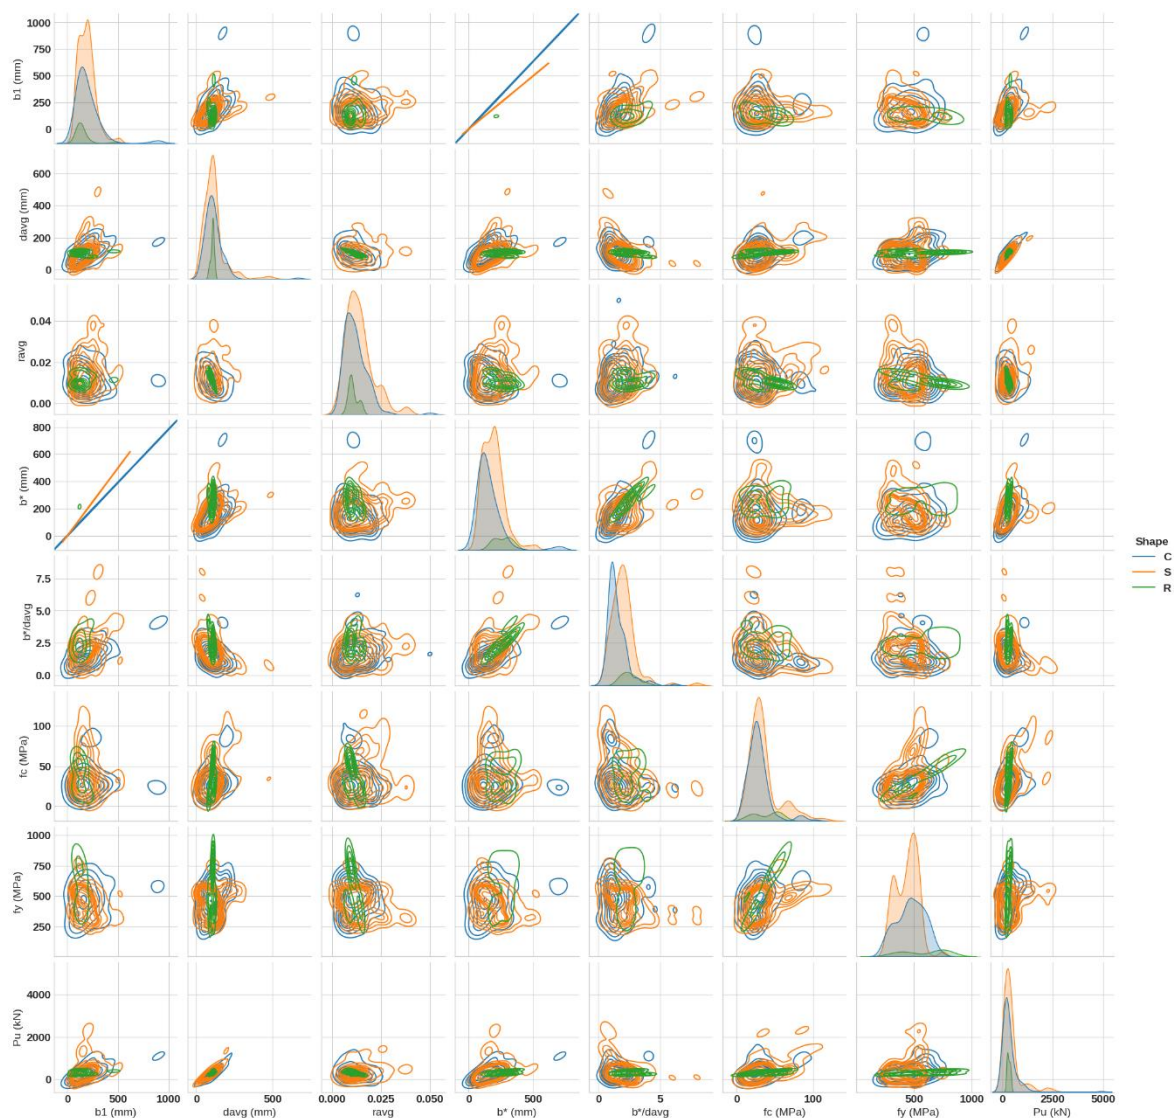 b1 (mm)
1000
750
500
250
0
davg (mm)
600
400
200
0
ravg
0.04
0.02
0.00
b* (mm)
800
600
400
200
0
Shape
C
S
R
b*/davg
7.5
5.0
2.5
0.0
fc (MPa)
100
50
0
fy (MPa)
1000
750
500
250
Pu (kN)
4000
2000
0
0 500 1000
0 500
0.000 0.025 0.050
0 500
0 5
0 100
0 500 1000
0 2500 5000
b1 (mm) davg (mm) ravg b* (mm) b*/davg fc (MPa) fy (MPa) Pu (kN)